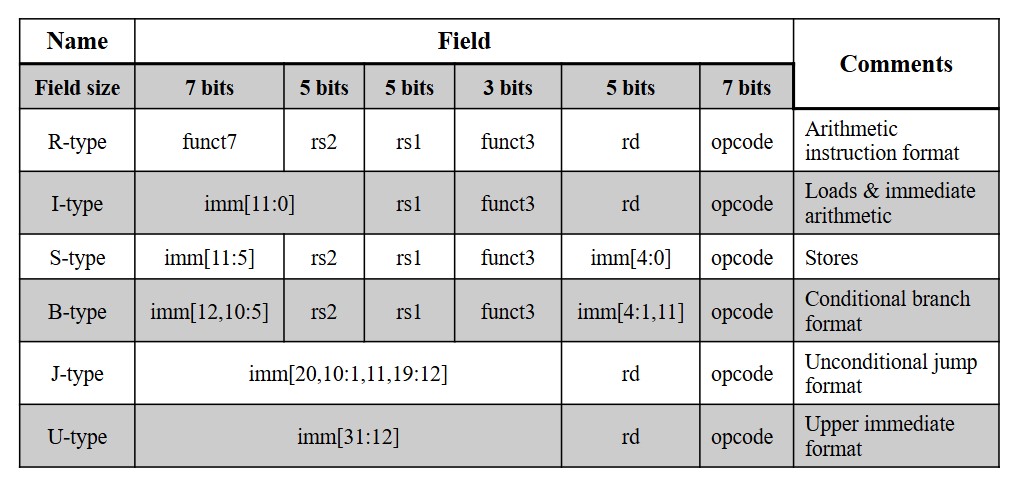 Name Field Comments
Field size 7 bits 5 bits 5 bits 3 bits 5 bits 7 bits
R-type funct7 rs2 rs1 funct3 rd opcode Arithmetic
instruction format
I-type imm[11:0] rs1 funct3 rd opcode Loads & immediate
arithmetic
S-type imm[11:5] rs2 rs1 funct3 imm[4:0] opcode Stores
B-type imm[12,10:5] rs2 rs1 funct3 imm[4:1,11] opcode Conditional branch
format
J-type imm[20,10:1,11,19:12] rd opcode Unconditional jump
format
U-type imm[31:12] rd opcode Upper immediate
format